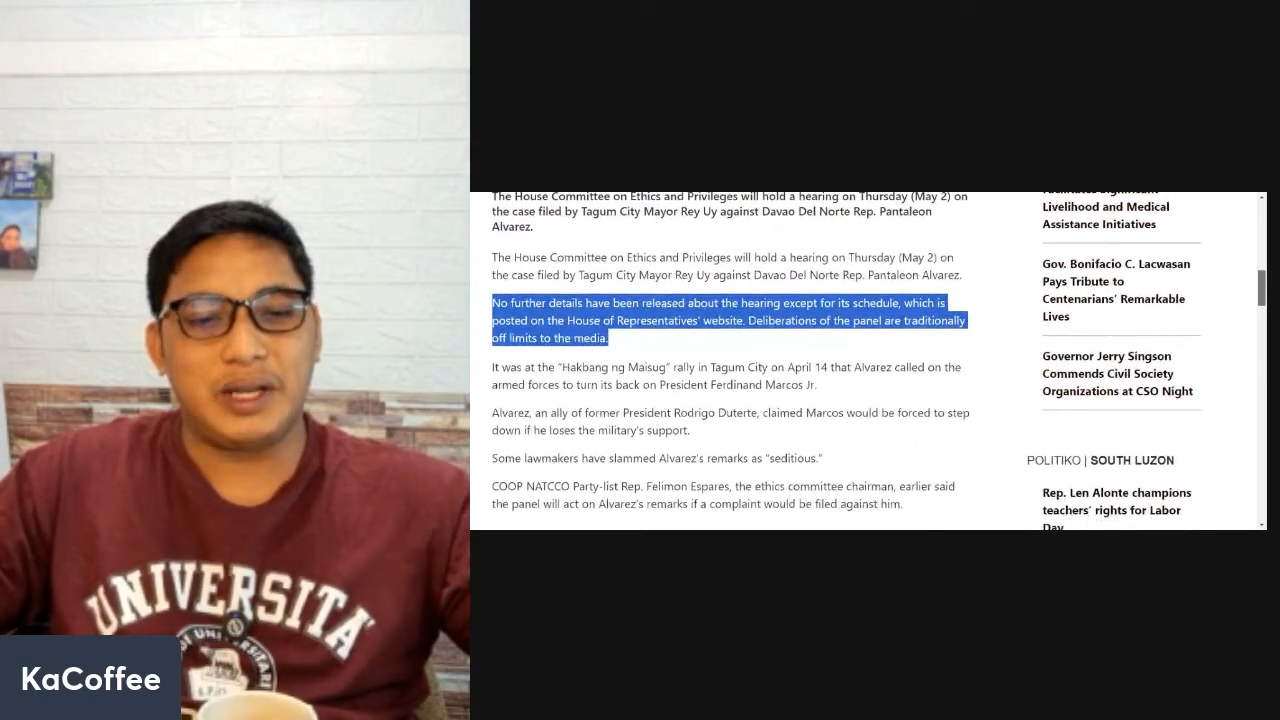 UNIVERSITA'
KaCoffee
The House Committee on Ethics and Privileges will hold a hearing on Thursday (May 2) on
the case filed by Tagum City Mayor Rey Uy against Davao Del Norte Rep. Pantaleon
Alvarez.
The House Committee on Ethics and Privileges will hold a hearing on Thursday (May 2) on
the case filed by Tagum City Mayor Rey Uy against Davao Del Norte Rep. Pantaleon Alvarez.
No further details have been released about the hearing except for its schedule, which is
posted on the House of Representatives' website. Deliberations of the panel are traditionally
off limits to the media.
It was at the "Hakbang ng Maisug" rally in Tagum City on April 14 that Alvarez called on the
armed forces to turn its back on President Ferdinand Marcos Jr.
Alvarez, an ally of former President Rodrigo Duterte, claimed Marcos would be forced to step
down if he loses the military's support.
Some lawmakers have slammed Alvarez's remarks as "seditious."
COOP NATCCO Party-list Rep. Felimon Espares, the ethics committee chairman, earlier said
the panel will act on Alvarez's remarks if a complaint would be filed against him.
Livelihood and Medical
Assistance Initiatives
Gov. Bonifacio C. Lacwasan
Pays Tribute to
Centenarians' Remarkable
Lives
Governor Jerry Singson
Commends Civil Society
Organizations at CSO Night
POLITIKO | SOUTH LUZON
Rep. Len Alonte champions
teachers' rights for Labor
Day